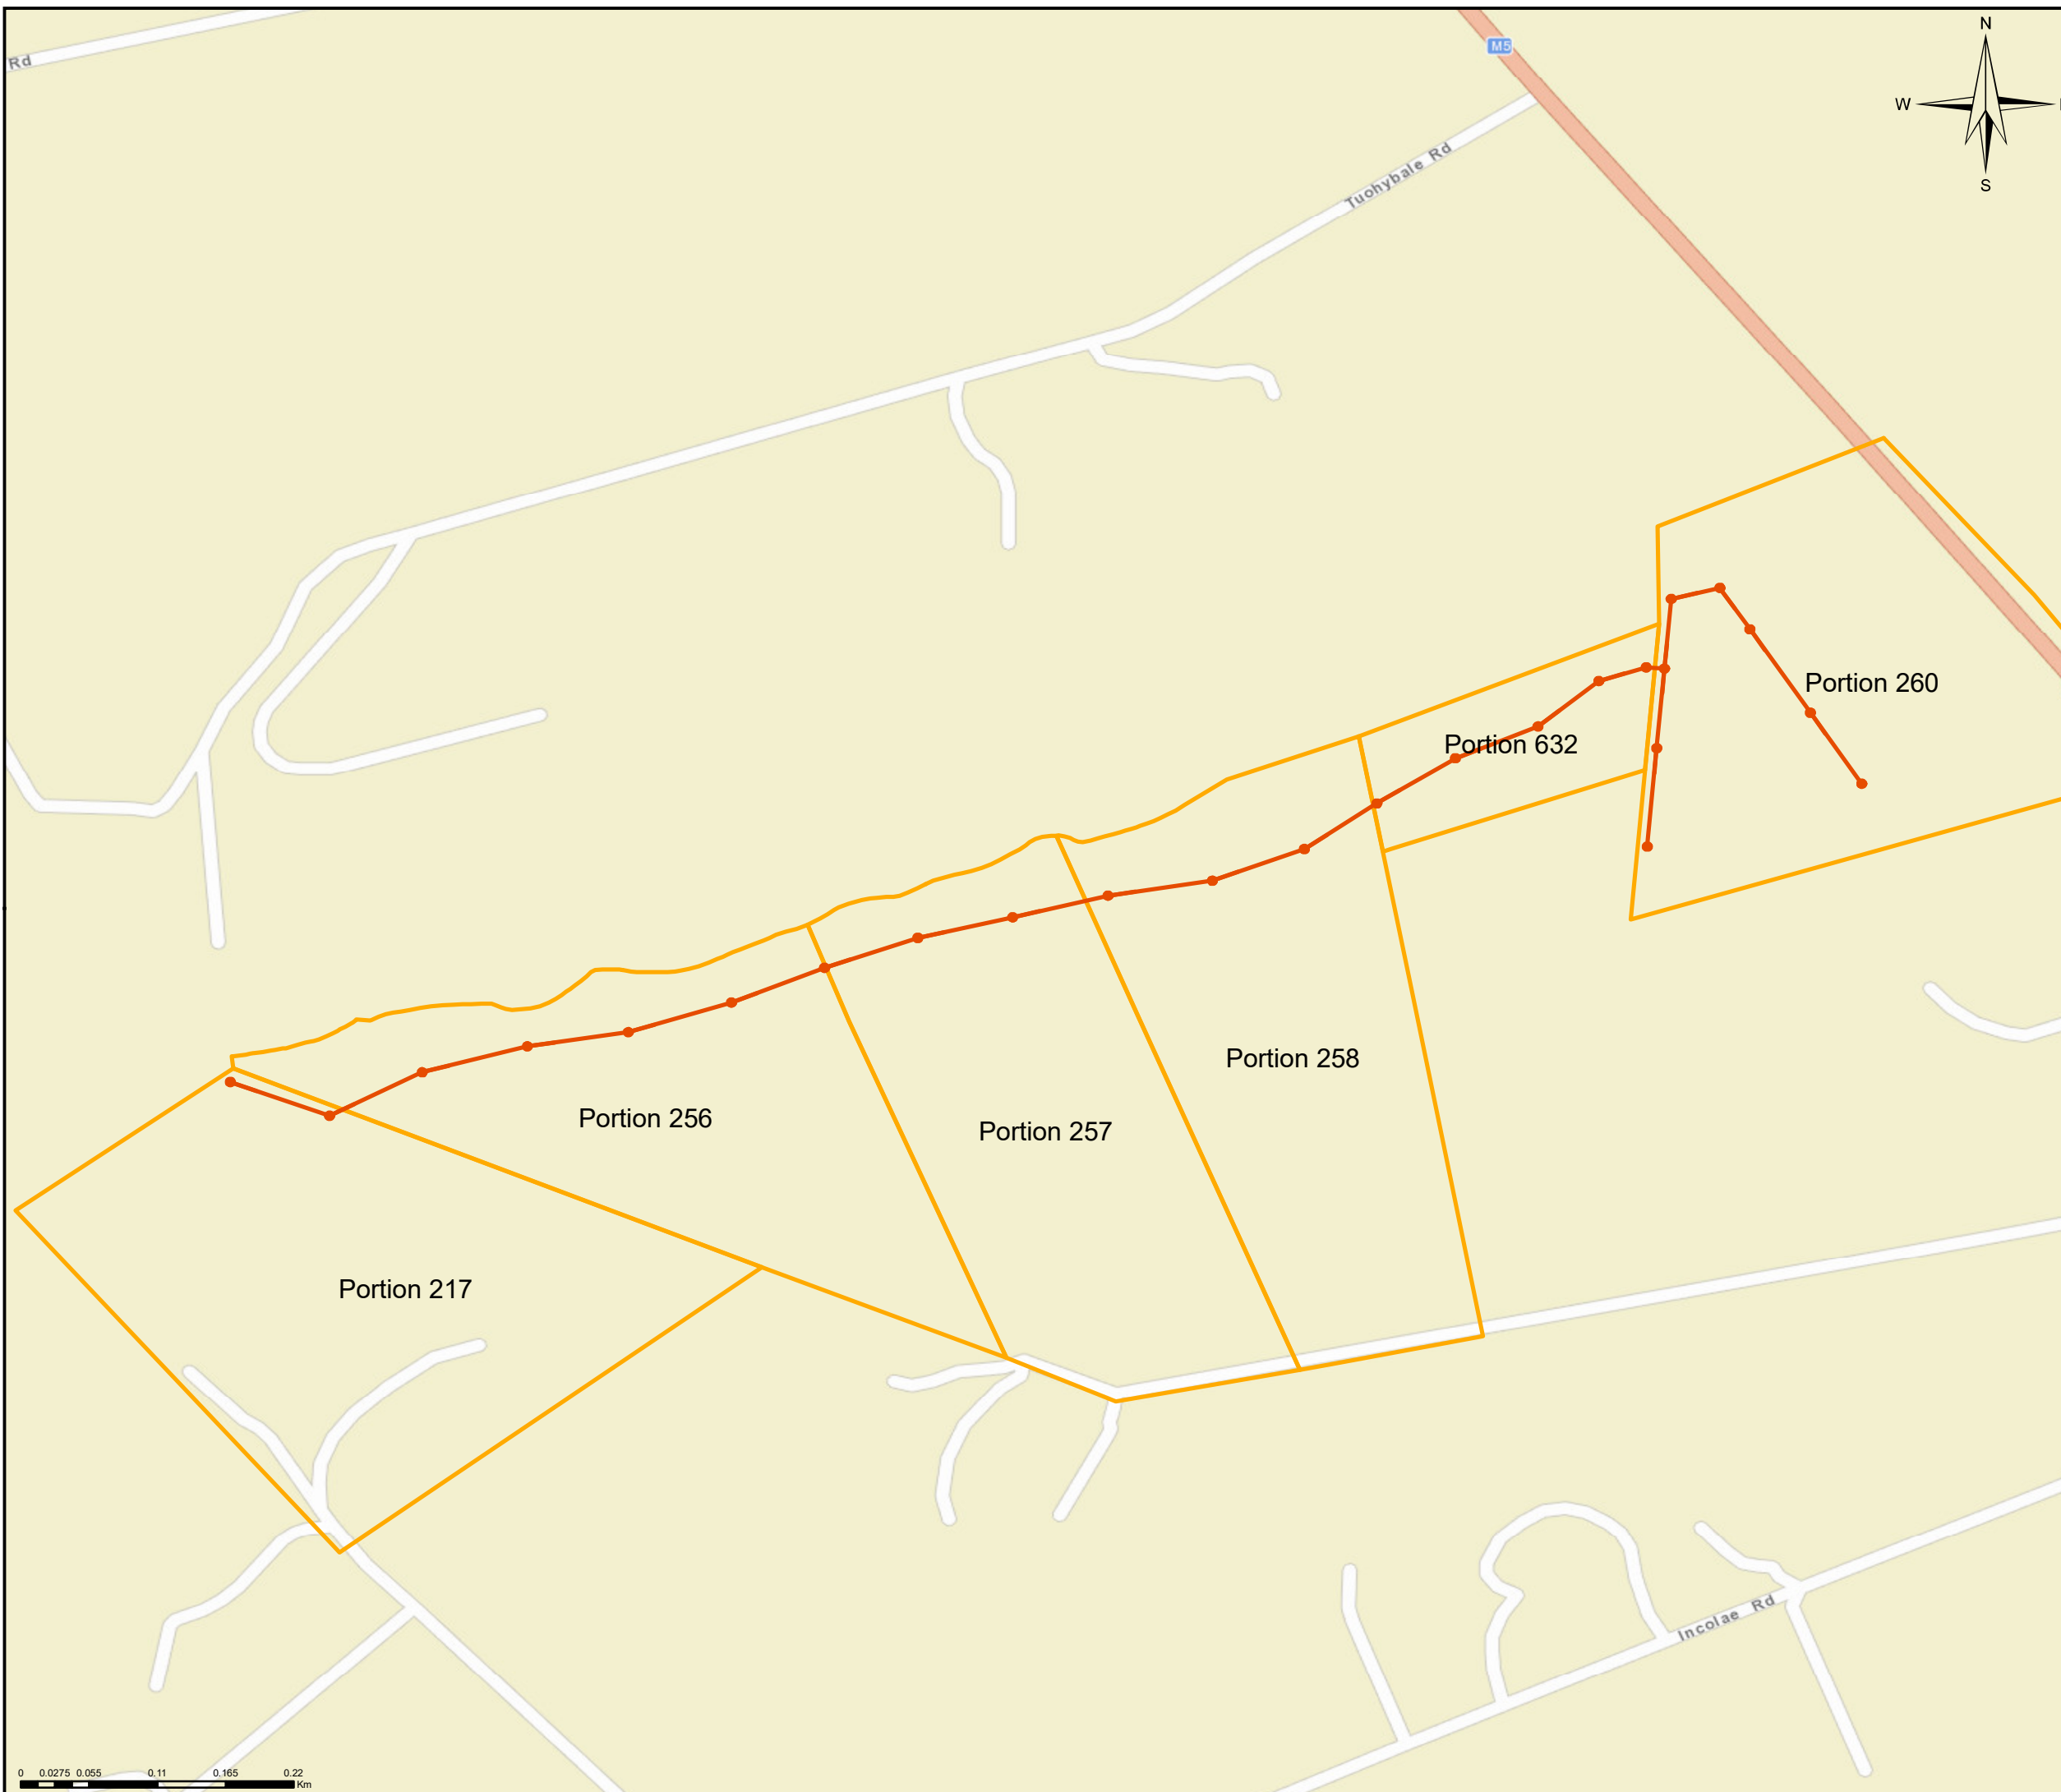 N
M5
Rd
W
Tuohybale Rd
S
Portion 260
Portion 632
Portion 258
Portion 256
Portion 257
Portion 217
Incolae Rd
0 0.0275 0.055 0.11 0.165 0.22
Km